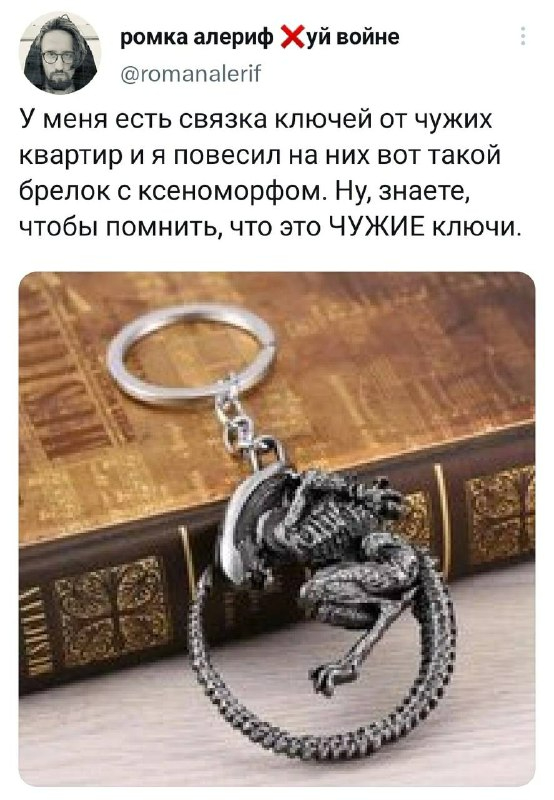 ромка алериф ❌уй войне
@romanalerif
У меня есть связка ключей от чужих
квартир и я повесил на них вот такой
брелок с ксеноморфом. Ну, знаете,
чтобы помнить, что это ЧУЖИЕ ключи.